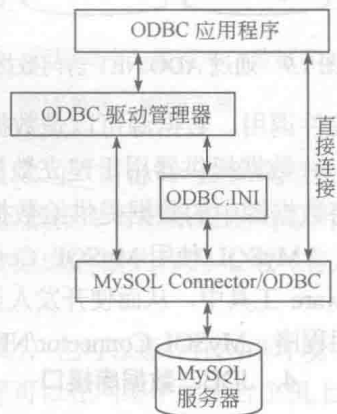 ODBC 应用程序
ODBC 驱动管理器
直接连接
ODBC.INI
MySQL Connector/ODBC
MySQL
服务器